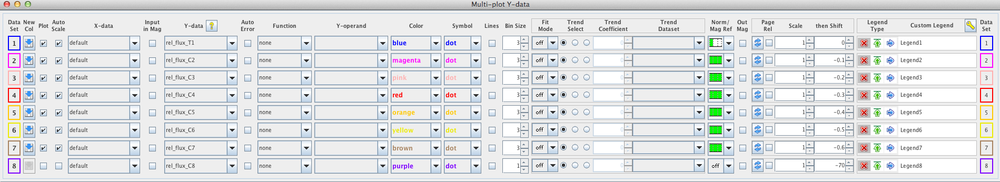 Multi-plot Y-data
Data Set New Col Plot Auto Scale X-data Input in Mag Y-data ? Auto Error Function Y-operand Color Symbol Lines Bin Size Fit Mode Trend Select Trend Coefficient Trend Dataset Norm/ Mag Ref Out Mag Page Rel Scale then Shift Legend Type Custom Legend Data Set
1 default rel_flux_T1 none blue dot 3 off 0 1 0 Legend1 1
2 default rel_flux_C2 none magenta dot 3 off 0 1 -0.1 Legend2 2
3 default rel_flux_C3 none pink dot 3 off 0 1 -0.2 Legend3 3
4 default rel_flux_C4 none red dot 3 off 0 1 -0.3 Legend4 4
5 default rel_flux_C5 none orange dot 3 off 0 1 -0.4 Legend5 5
6 default rel_flux_C6 none yellow dot 3 off 0 1 -0.5 Legend6 6
7 default rel_flux_C7 none brown dot 3 off 0 1 -0.6 Legend7 7
8 default rel_flux_C8 none purple dot 1 off 0 off 1 -70 Legend8 8